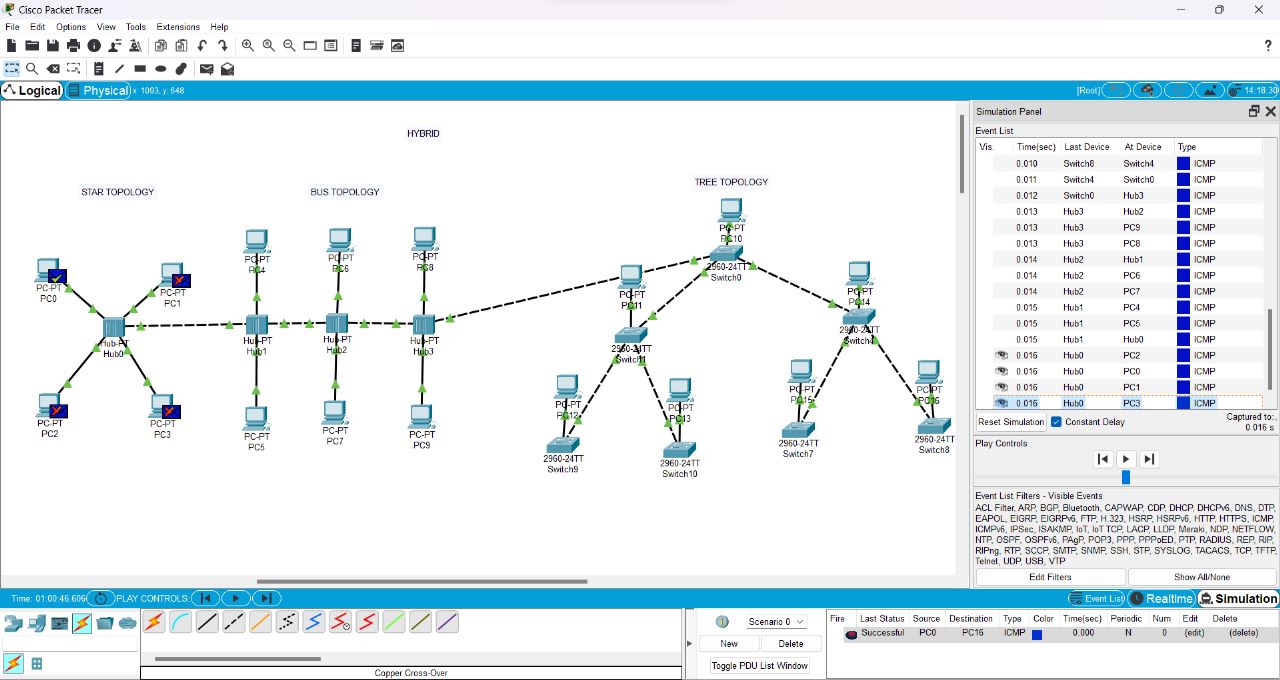 Cisco Packet Tracer
File Edit Options View Tools Extensions Help
?
Logical Physical x: 1093, y: 648 [Root] 14:18:30
HYBRID
STAR TOPOLOGY
BUS TOPOLOGY
TREE TOPOLOGY
PC-PT
PC0
PC-PT
PC1
Hub-PT
Hub0
PC-PT
PC2
PC-PT
PC3
PC-PT
PC4
Hub-PT
Hub1
PC-PT
PC5
PC-PT
PC6
Hub-PT
Hub2
PC-PT
PC7
PC-PT
PC8
Hub-PT
Hub3
PC-PT
PC9
PC-PT
PC10
2960-24TT
Switch0
PC-PT
PC11
2960-24TT
PC-PT
PC14
2960-24TT
Switch4
PC-PT
PC12
2960-24TT
Switch9
PC-PT
PC13
2960-24TT
Switch10
PC-PT
PC15
2960-24TT
Switch7
PC-PT
PC16
2960-24TT
Switch8
Simulation Panel
Event List
Vis. Time(sec) Last Device At Device Type
0.010 Switch8 Switch4 ICMP
0.011 Switch4 Switch0 ICMP
0.012 Switch0 Hub3 ICMP
0.013 Hub3 Hub2 ICMP
0.013 Hub3 PC9 ICMP
0.013 Hub3 PC8 ICMP
0.014 Hub2 Hub1 ICMP
0.014 Hub2 PC6 ICMP
0.014 Hub2 PC7 ICMP
0.015 Hub1 PC4 ICMP
0.015 Hub1 PC5 ICMP
0.015 Hub1 Hub0 ICMP
0.016 Hub0 PC2 ICMP
0.016 Hub0 PC0 ICMP
0.016 Hub0 PC1 ICMP
0.016 Hub0 PC3 ICMP
Reset Simulation Constant Delay Captured to:
0.016 s
Play Controls
Event List Filters - Visible Events
ACL Filter, ARP, BGP, Bluetooth, CAPWAP, CDP, DHCP, DHCPv6, DNS, DTP,
EAPOL, EIGRP, EIGRPv6, FTP, H.323, HSRP, HSRPv6, HTTP, HTTPS, ICMP,
ICMPv6, IPSec, ISAKMP, IoT, IoT TCP, LACP, LLDP, Meraki, NDP, NETFLOW,
NTP, OSPF, OSPFv6, PAgP, POP3, PPP, PPPoED, PTP, RADIUS, REP, RIP,
RIPng, RTP, SCCP, SMTP, SNMP, SSH, STP, SYSLOG, TACACS, TCP, TFTP,
Telnet, UDP, USB, VTP
Edit Filters Show All/None
Time: 01:00:46.606 PLAY CONTROLS: Event List Realtime Simulation
Copper Cross-Over
Scenario 0
New Delete
Toggle PDU List Window
Fire Last Status Source Destination Type Color Time(sec) Periodic Num Edit Delete
Successful PC0 PC16 ICMP 0.000 N 0 (edit) (delete)